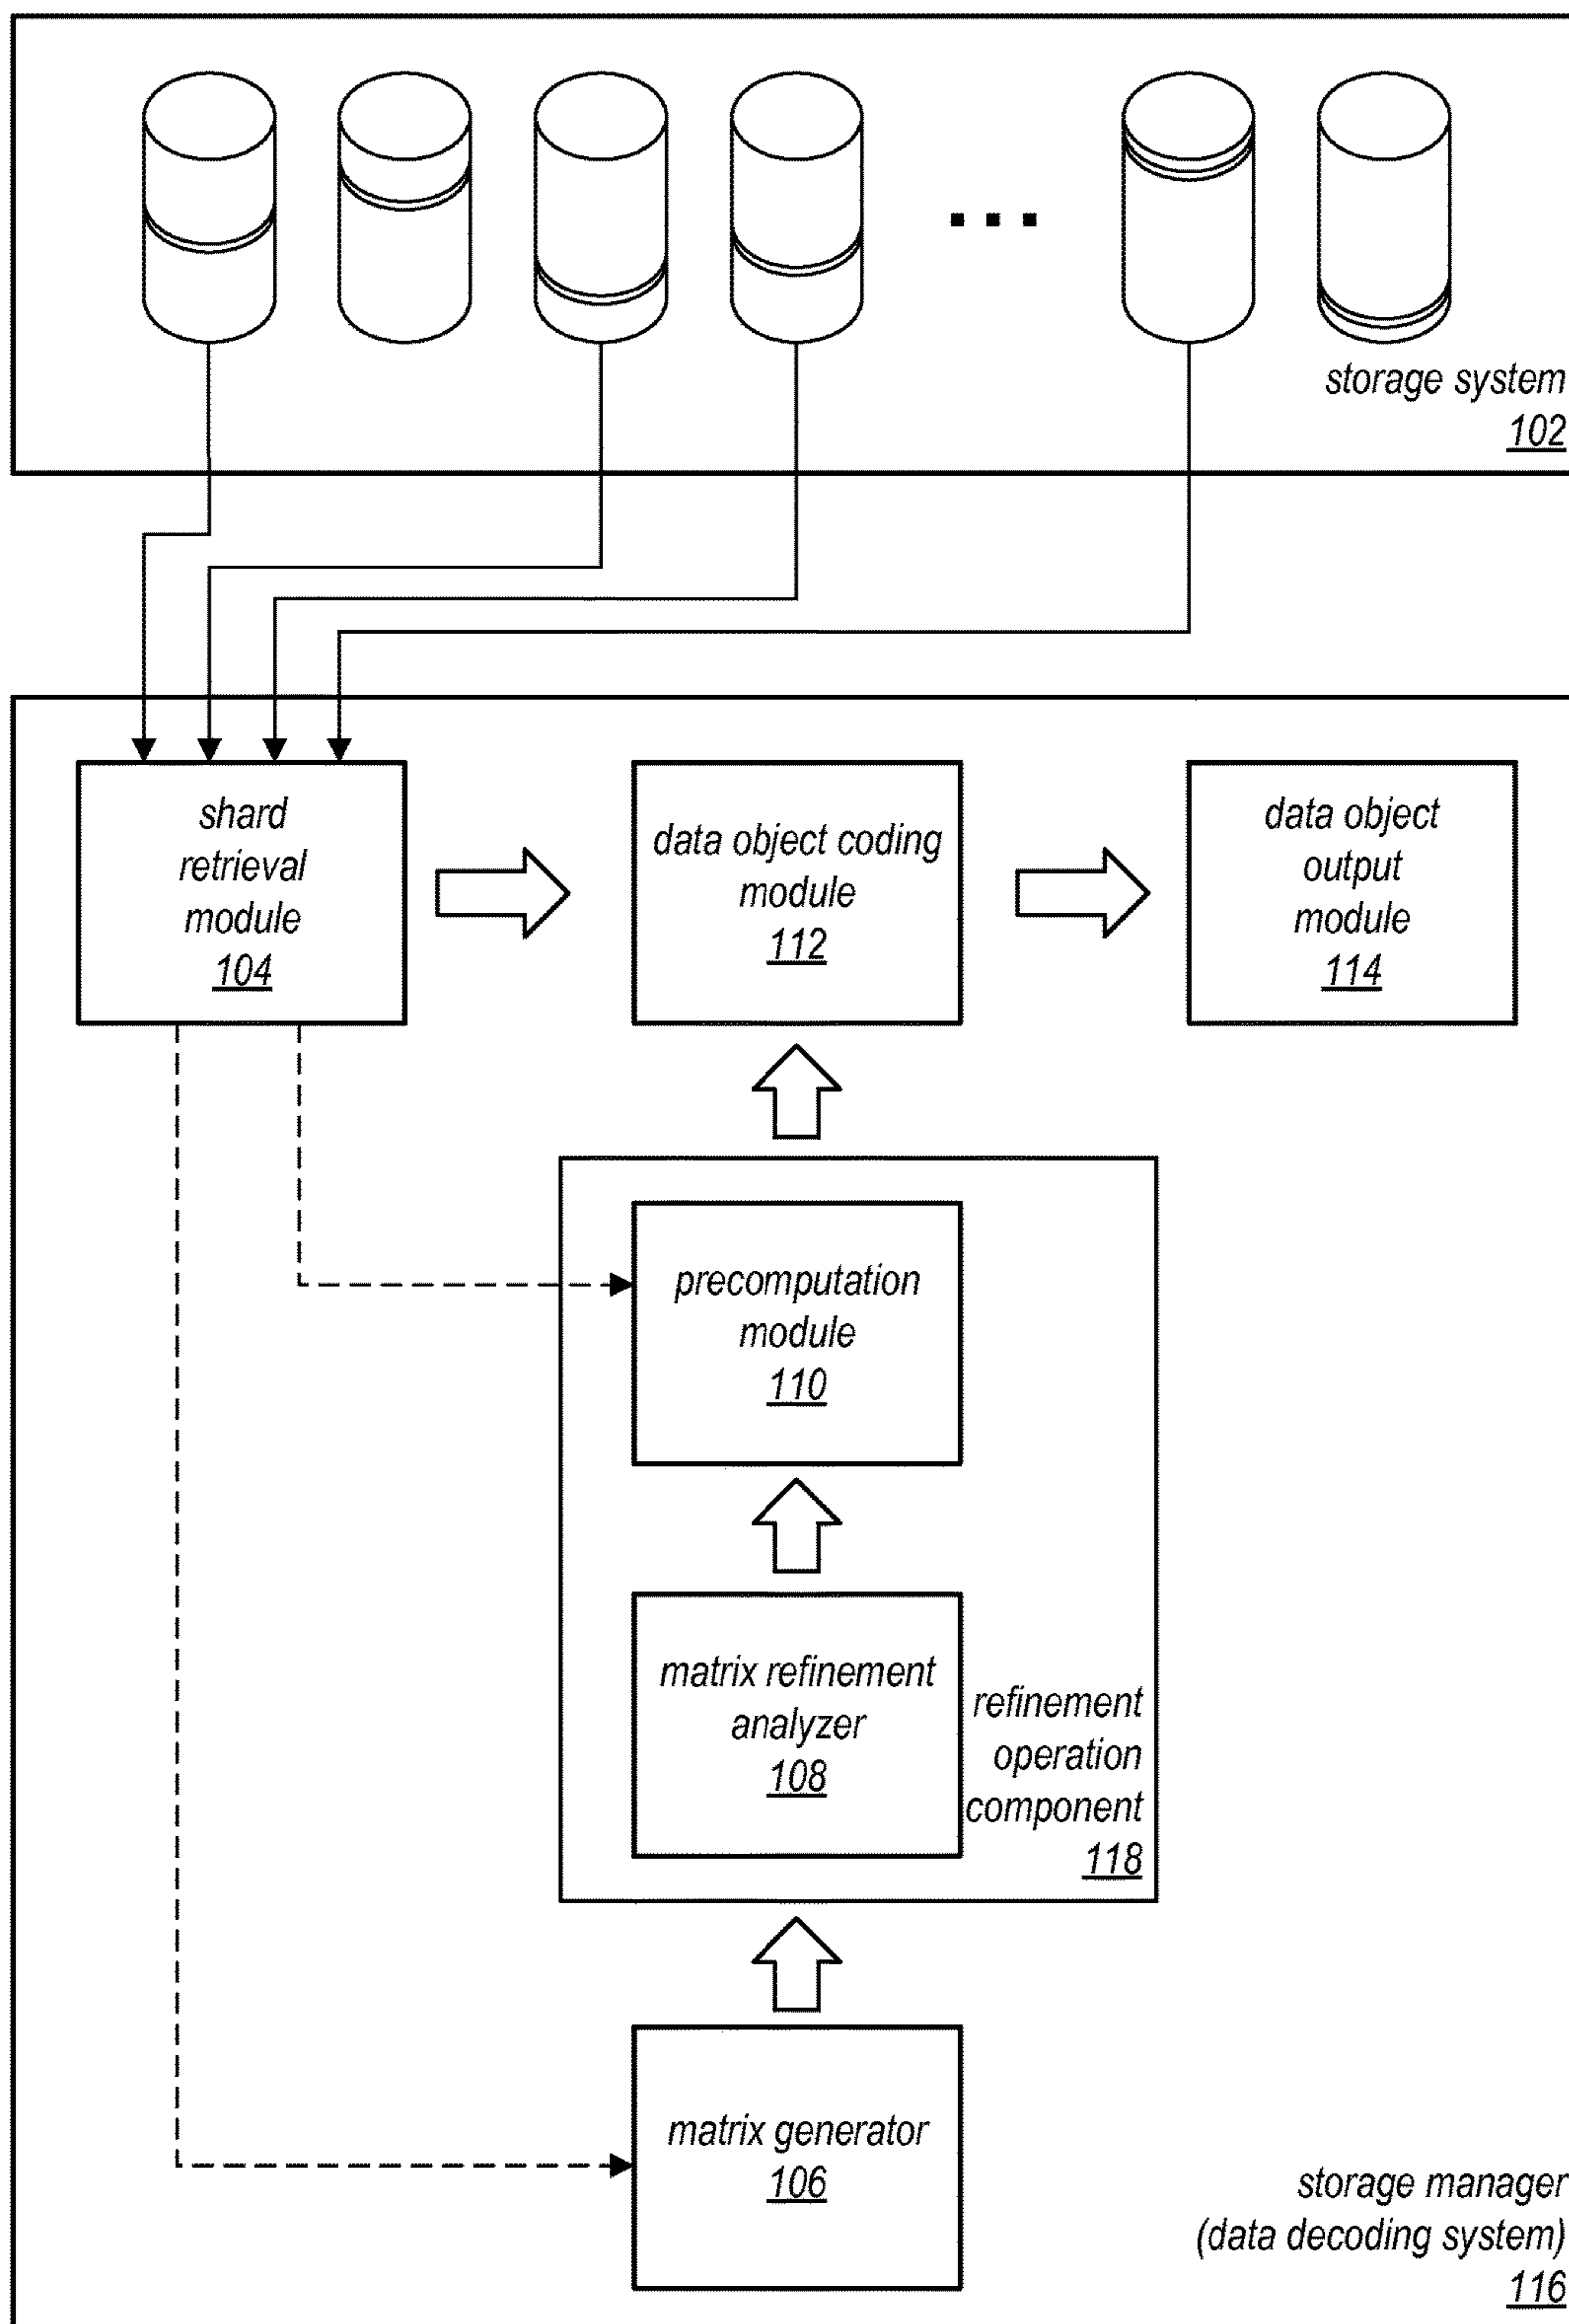 storage system
102
shard
retrieval
module
104
data object coding
module
112
data object
output
module
114
precomputation
module
110
matrix refinement
analyzer
108
refinement
operation
component
118
matrix generator
106
storage manager
(data decoding system)
116